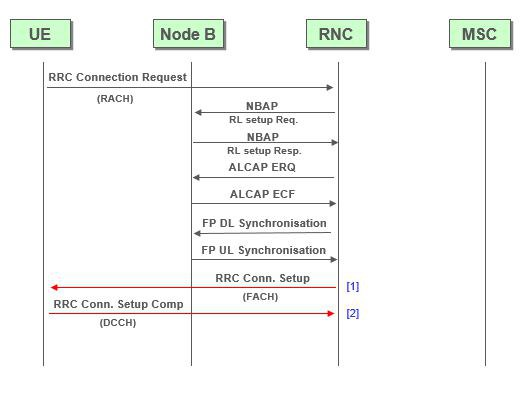 UE Node B RNC MSC
RRC Connection Request
(RACH)
NBAP
RL setup Req.
NBAP
RL setup Resp.
ALCAP ERQ
ALCAP ECF
FP DL Synchronisation
FP UL Synchronisation
RRC Conn. Setup [1]
(FACH)
RRC Conn. Setup Comp [2]
(DCCH)